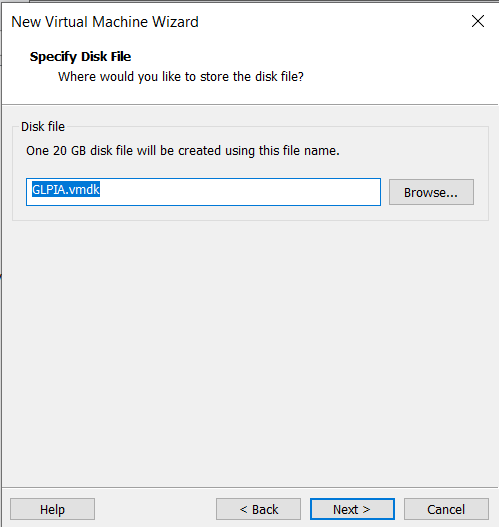 New Virtual Machine Wizard
Specify Disk File
Where would you like to store the disk file?
Disk file
One 20 GB disk file will be created using this file name.
GLPIA.vmdk
Browse...
Help
< Back
Next >
Cancel